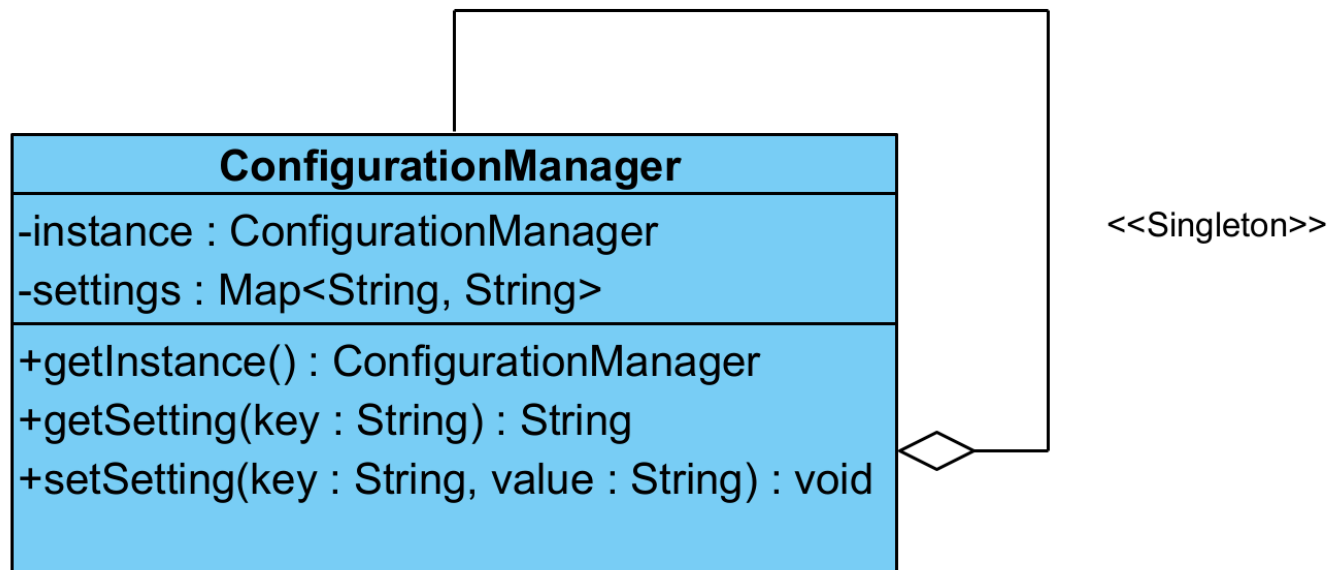 ConfigurationManager
-instance : ConfigurationManager
-settings : Map<String, String>
+getInstance() : ConfigurationManager
+getSetting(key : String) : String
+setSetting(key : String, value : String) : void
<<Singleton>>